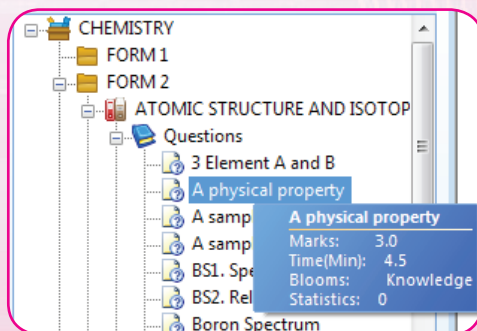 CHEMISTRY
FORM 1
FORM 2
ATOMIC STRUCTURE AND ISOTOP
Questions
3 Element A and B
A physical property
A samp
A samp
BS1. Spe
BS2. Rel
Boron Spectrum
A physical property
Marks: 3.0
Time(Min): 4.5
Blooms: Knowledge
Statistics: 0